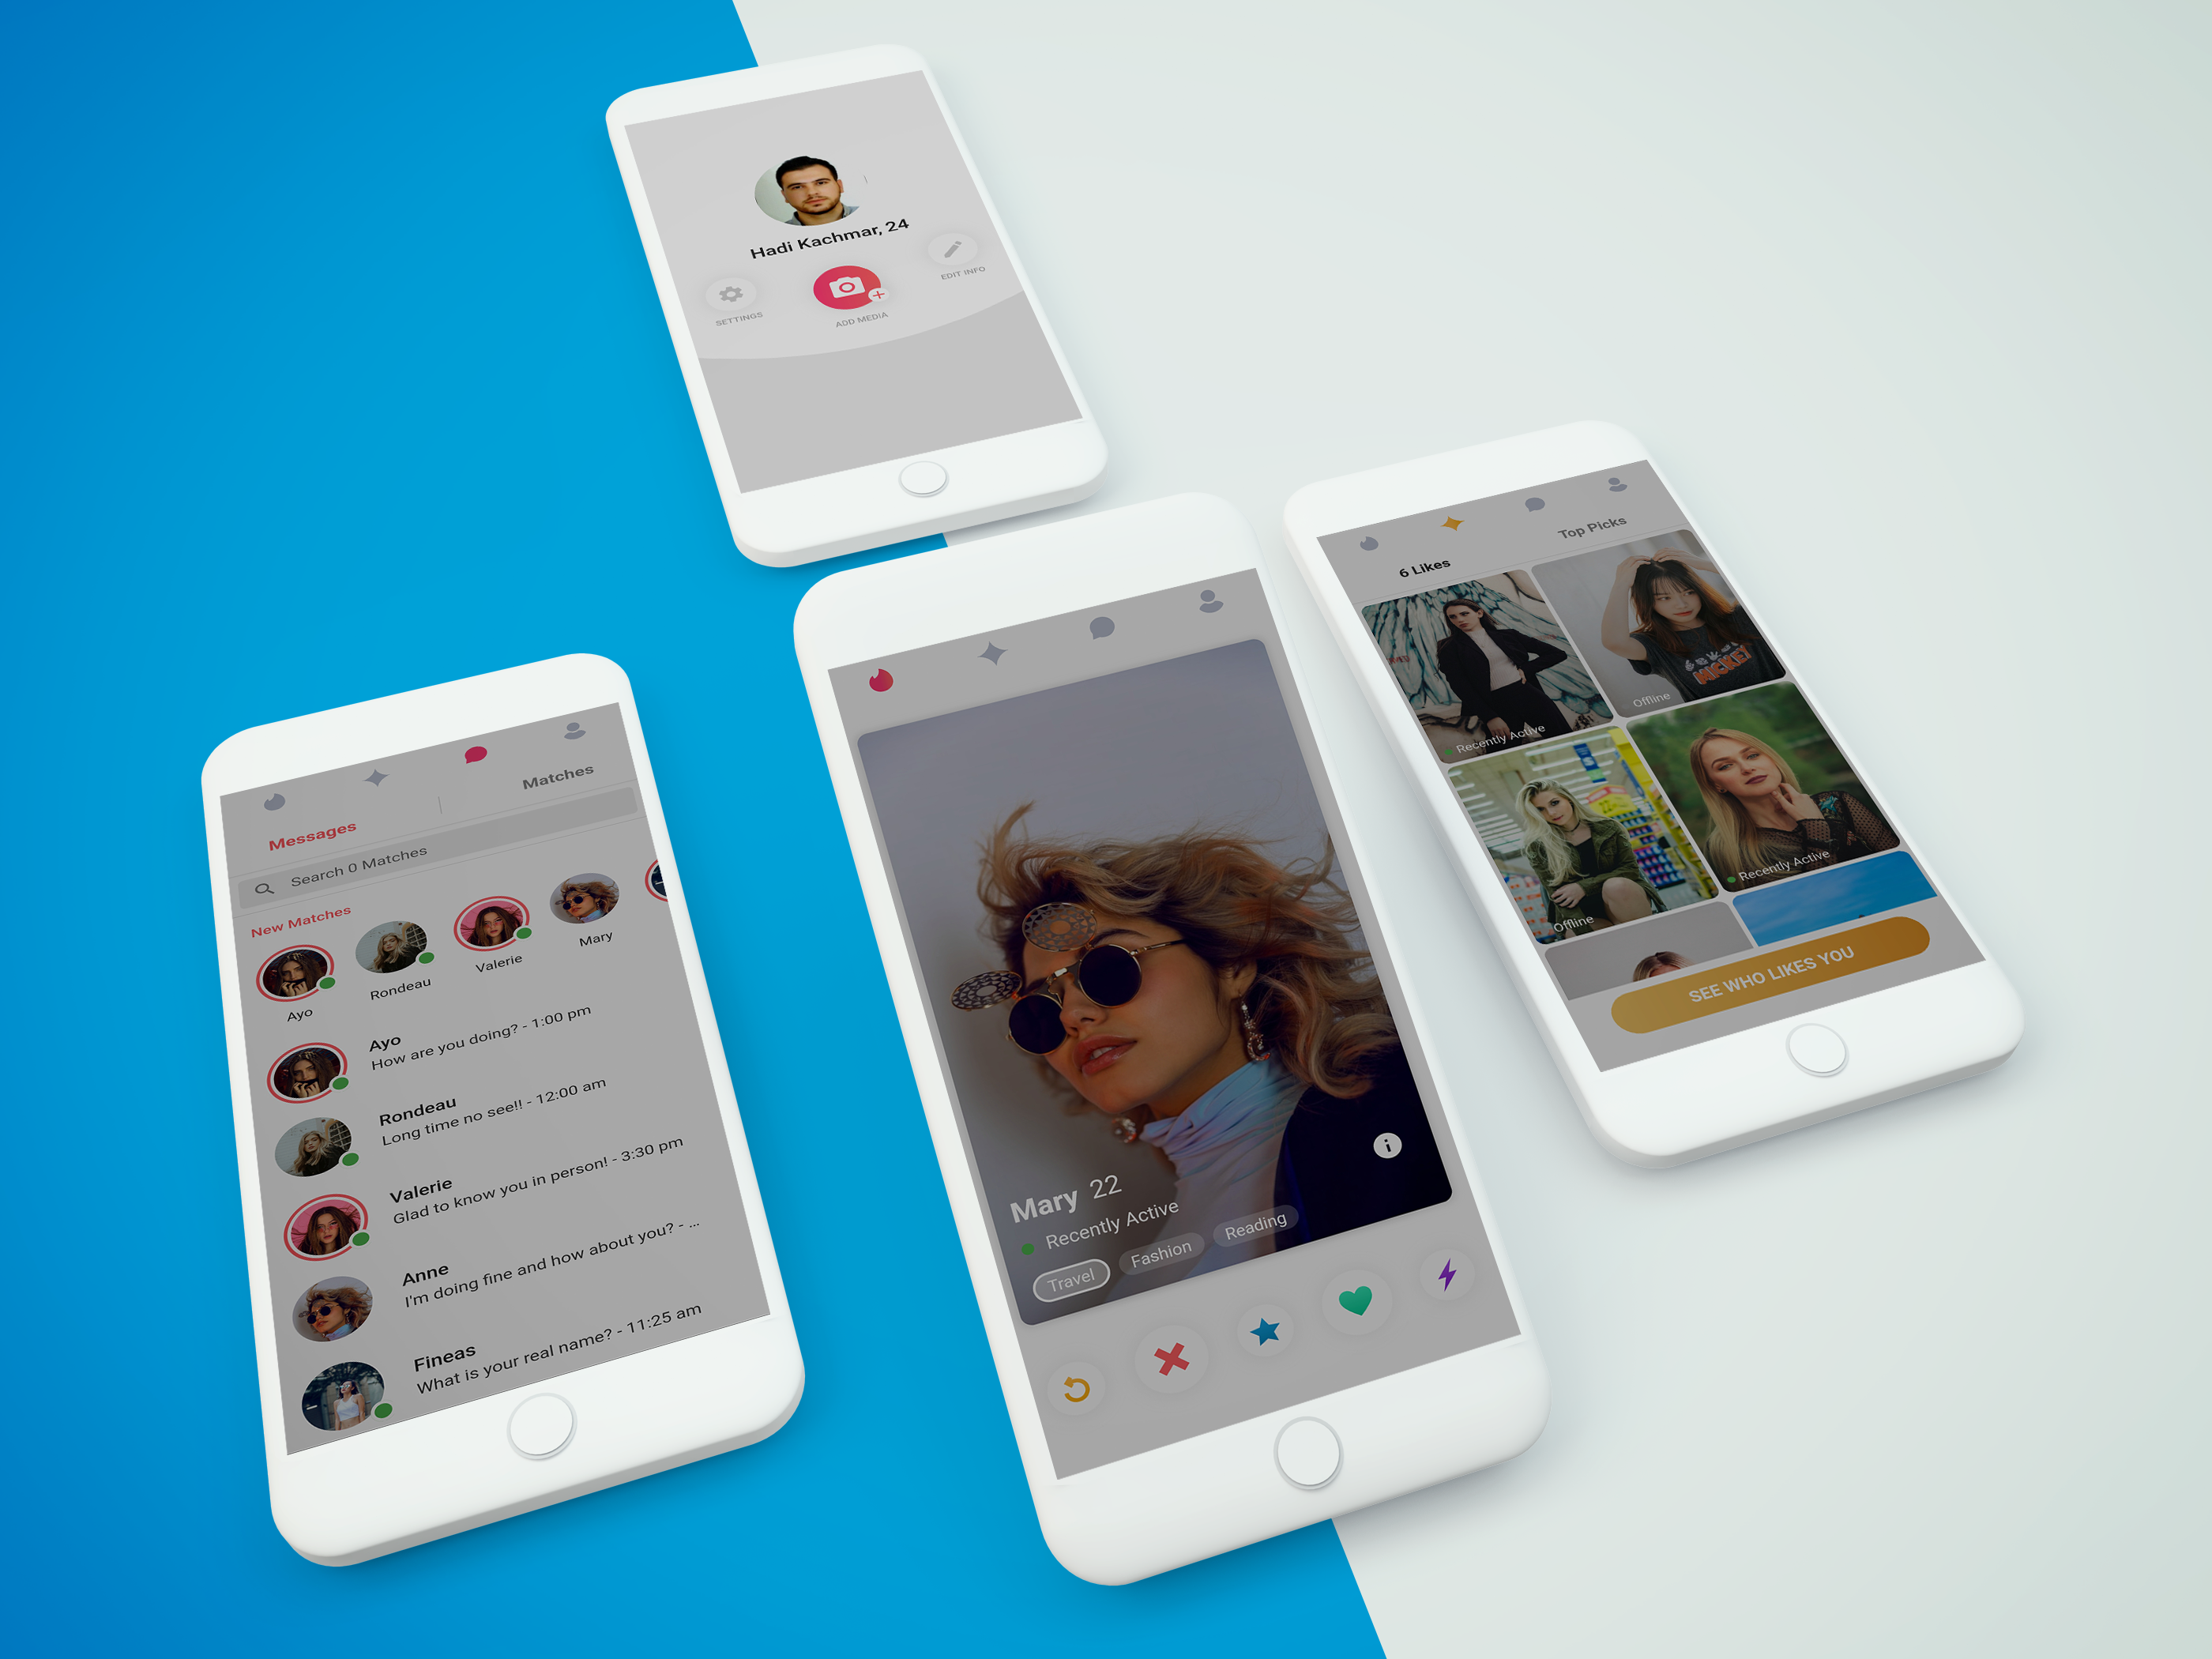 Hadi Kachmar, 24
SETTINGS
ADD MEDIA
EDIT INFO
Messages
Matches
Search 0 Matches
New Matches
Ayo
Rondeau
Valerie
Mary
Ayo
How are you doing? - 1:00 pm
Rondeau
Long time no see!! - 12:00 am
Valerie
Glad to know you in person! - 3:30 pm
Anne
I'm doing fine and how about you? - ...
Fineas
What is your real name? - 11:25 am
Mary 22
Recently Active
Travel
Fashion
Reading
6 Likes
Top Picks
Recently Active
Offline
MICKEY
Offline
Recently Active
SEE WHO LIKES YOU